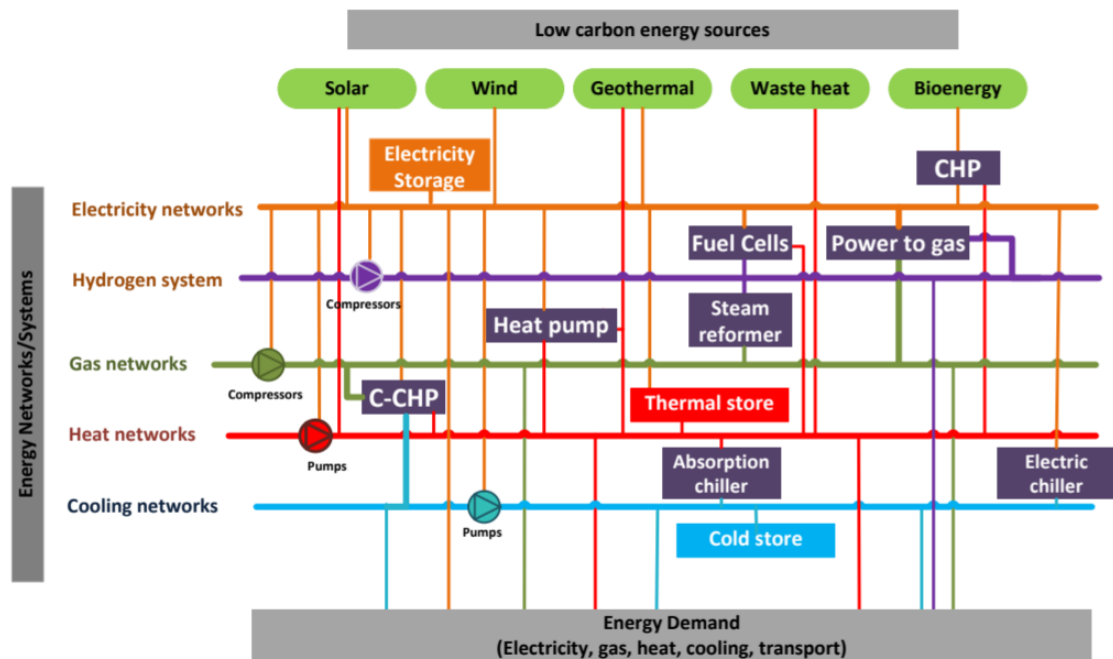 Low carbon energy sources
Solar
Wind
Geothermal
Waste heat
Bioenergy
Electricity
Storage
CHP
Energy Networks/Systems
Electricity networks
Fuel Cells
Power to gas
Hydrogen system
Compressors
Heat pump
Steam
reformer
Gas networks
Compressors
C-CHP
Thermal store
Heat networks
Pumps
Absorption
chiller
Electric
chiller
Cooling networks
Pumps
Cold store
Energy Demand
(Electricity, gas, heat, cooling, transport)